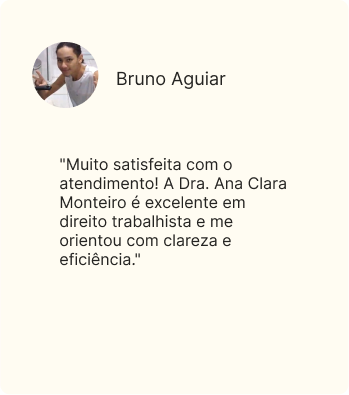 Bruno Aguiar
"Muito satisfeita com o
atendimento! A Dra. Ana Clara
Monteiro é excelente em
direito trabalhista e me
orientou com clareza e
eficiência."